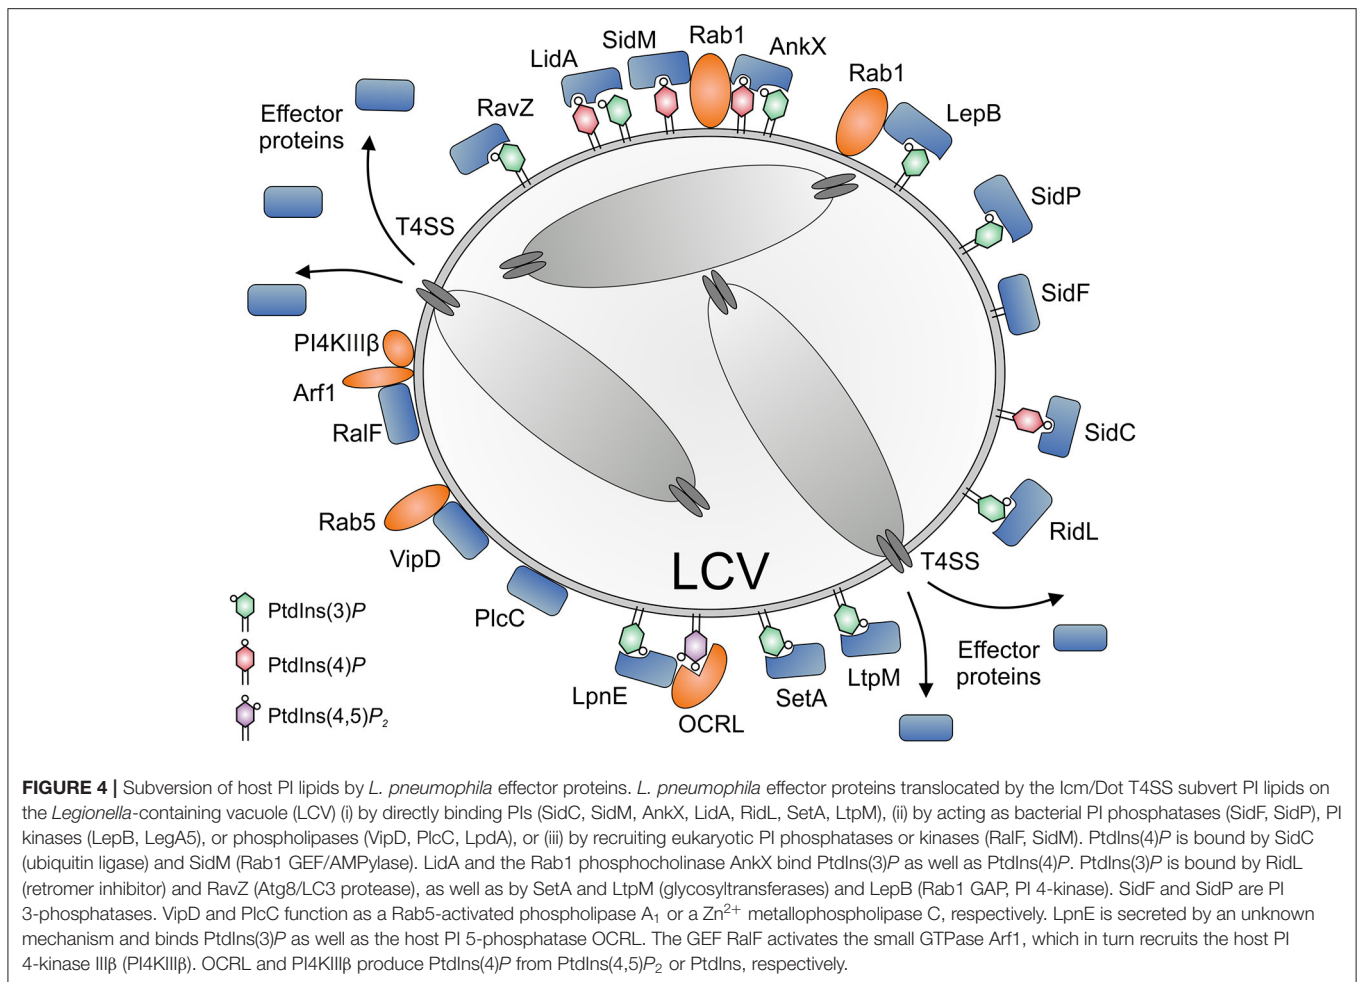 SidM
Rab1
AnkX
LidA
Rab1
RavZ
LepB
Effector
proteins
SidP
T4SS
SidF
PI4KIIIβ
Arf1
RalF
SidC
Rab5
RidL
VipD
T4SS
LCV
PlcC
PtdIns(3)P
PtdIns(4)P
PtdIns(4,5)P₂
Effector
proteins
LpnE
LtpM
SetA
OCRL
FIGURE 4 | Subversion of host PI lipids by L. pneumophila effector proteins. L. pneumophila effector proteins translocated by the Icm/Dot T4SS subvert PI lipids on
the Legionella-containing vacuole (LCV) (i) by directly binding PIs (SidC, SidM, AnkX, LidA, RidL, SetA, LtpM), (ii) by acting as bacterial PI phosphatases (SidF, SidP), PI
kinases (LepB, LegA5), or phospholipases (VipD, PlcC, LpdA), or (iii) by recruiting eukaryotic PI phosphatases or kinases (RalF, SidM). PtdIns(4)P is bound by SidC
(ubiquitin ligase) and SidM (Rab1 GEF/AMPylase). LidA and the Rab1 phosphocholinase AnkX bind PtdIns(3)P as well as PtdIns(4)P. PtdIns(3)P is bound by RidL
(retromer inhibitor) and RavZ (Atg8/LC3 protease), as well as by SetA and LtpM (glycosyltransferases) and LepB (Rab1 GAP, PI 4-kinase). SidF and SidP are PI
3-phosphatases. VipD and PlcC function as a Rab5-activated phospholipase A₁ or a Zn²⁺ metallophospholipase C, respectively. LpnE is secreted by an unknown
mechanism and binds PtdIns(3)P as well as the host PI 5-phosphatase OCRL. The GEF RalF activates the small GTPase Arf1, which in turn recruits the host PI
4-kinase IIIβ (PI4KIIIβ). OCRL and PI4KIIIβ produce PtdIns(4)P from PtdIns(4,5)P₂ or PtdIns, respectively.